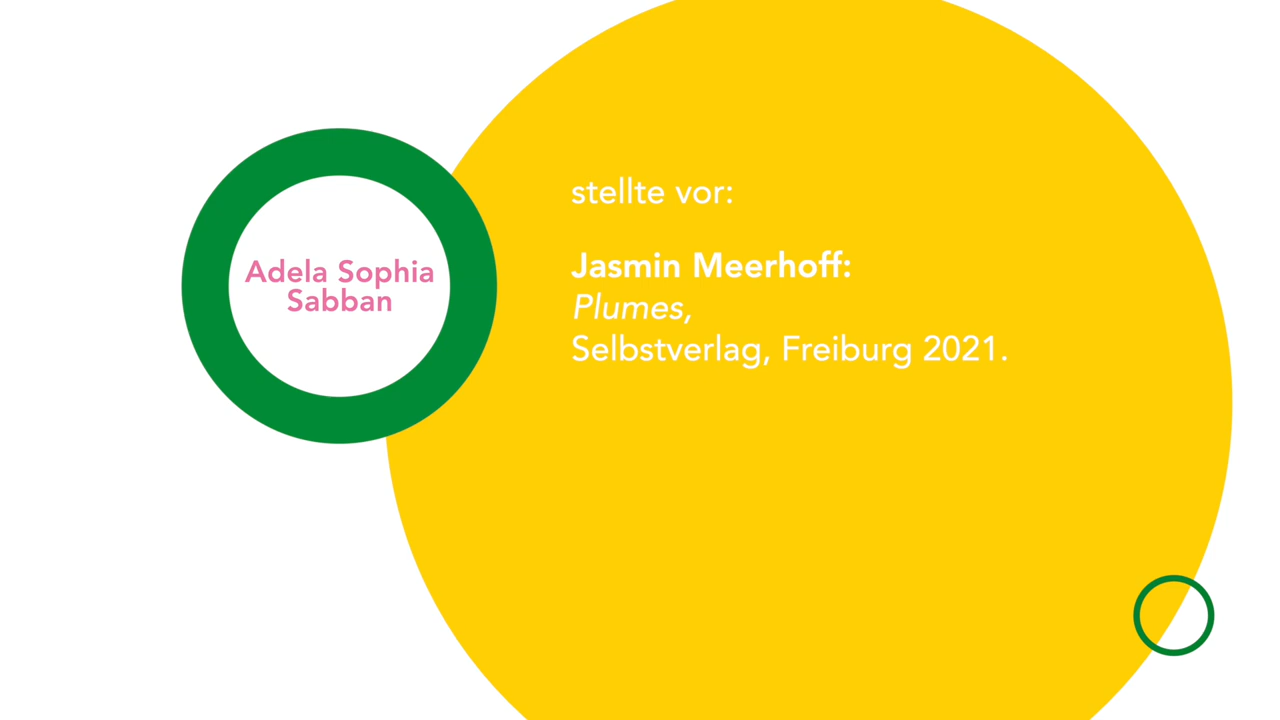 Adela Sophia
Sabban
stellte vor:
Jasmin Meerhoff:
Plumes,
Selbstverlag, Freiburg 2021.